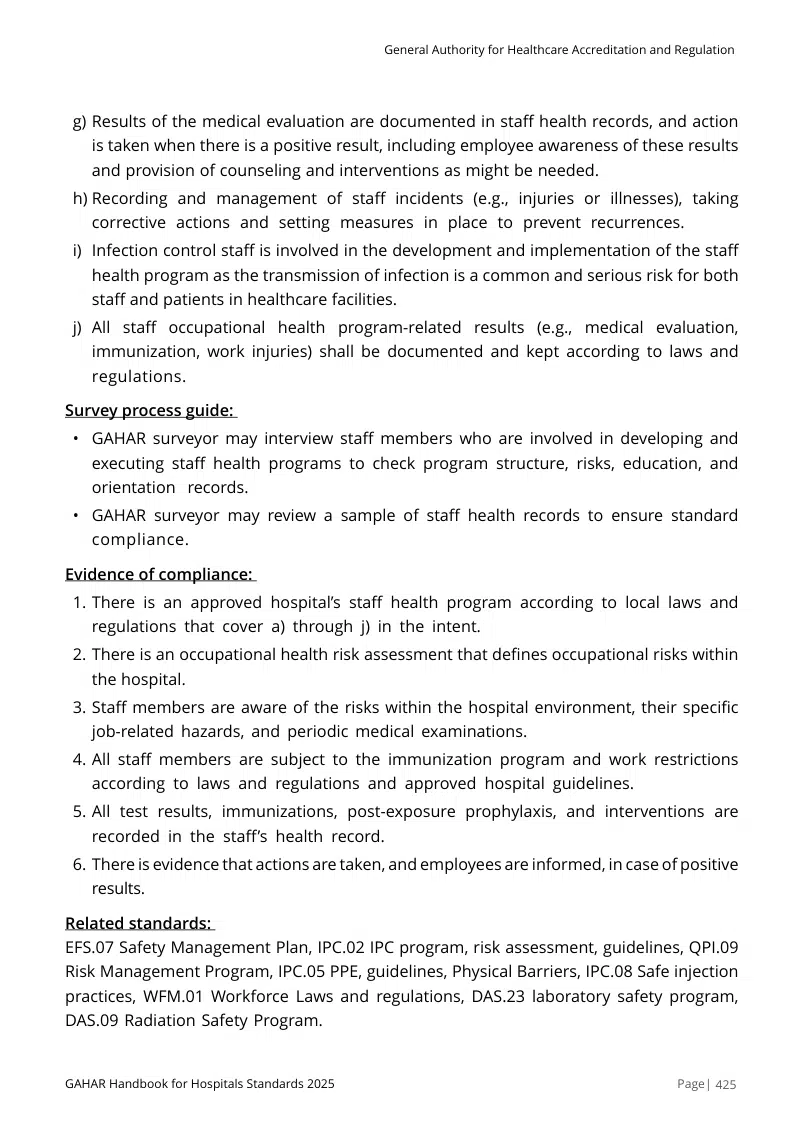 General Authority for Healthcare Accreditation and Regulation
g) Results of the medical evaluation are documented in staff health records, and action
is taken when there is a positive result, including employee awareness of these results
and provision of counseling and interventions as might be needed.
h) Recording and management of staff incidents (e.g., injuries or illnesses), taking
corrective actions and setting measures in place to prevent recurrences.
i) Infection control staff is involved in the development and implementation of the staff
health program as the transmission of infection is a common and serious risk for both
staff and patients in healthcare facilities.
j) All staff occupational health program-related results (e.g., medical evaluation,
immunization, work injuries) shall be documented and kept according to laws and
regulations.
Survey process guide:
• GAHAR surveyor may interview staff members who are involved in developing and
executing staff health programs to check program structure, risks, education, and
orientation records.
• GAHAR surveyor may review a sample of staff health records to ensure standard
compliance.
Evidence of compliance:
1. There is an approved hospital’s staff health program according to local laws and
regulations that cover a) through j) in the intent.
2. There is an occupational health risk assessment that defines occupational risks within
the hospital.
3. Staff members are aware of the risks within the hospital environment, their specific
job-related hazards, and periodic medical examinations.
4. All staff members are subject to the immunization program and work restrictions
according to laws and regulations and approved hospital guidelines.
5. All test results, immunizations, post-exposure prophylaxis, and interventions are
recorded in the staff’s health record.
6. There is evidence that actions are taken, and employees are informed, in case of positive
results.
Related standards:
EFS.07 Safety Management Plan, IPC.02 IPC program, risk assessment, guidelines, QPI.09
Risk Management Program, IPC.05 PPE, guidelines, Physical Barriers, IPC.08 Safe injection
practices, WFM.01 Workforce Laws and regulations, DAS.23 laboratory safety program,
DAS.09 Radiation Safety Program.
GAHAR Handbook for Hospitals Standards 2025
Page| 425